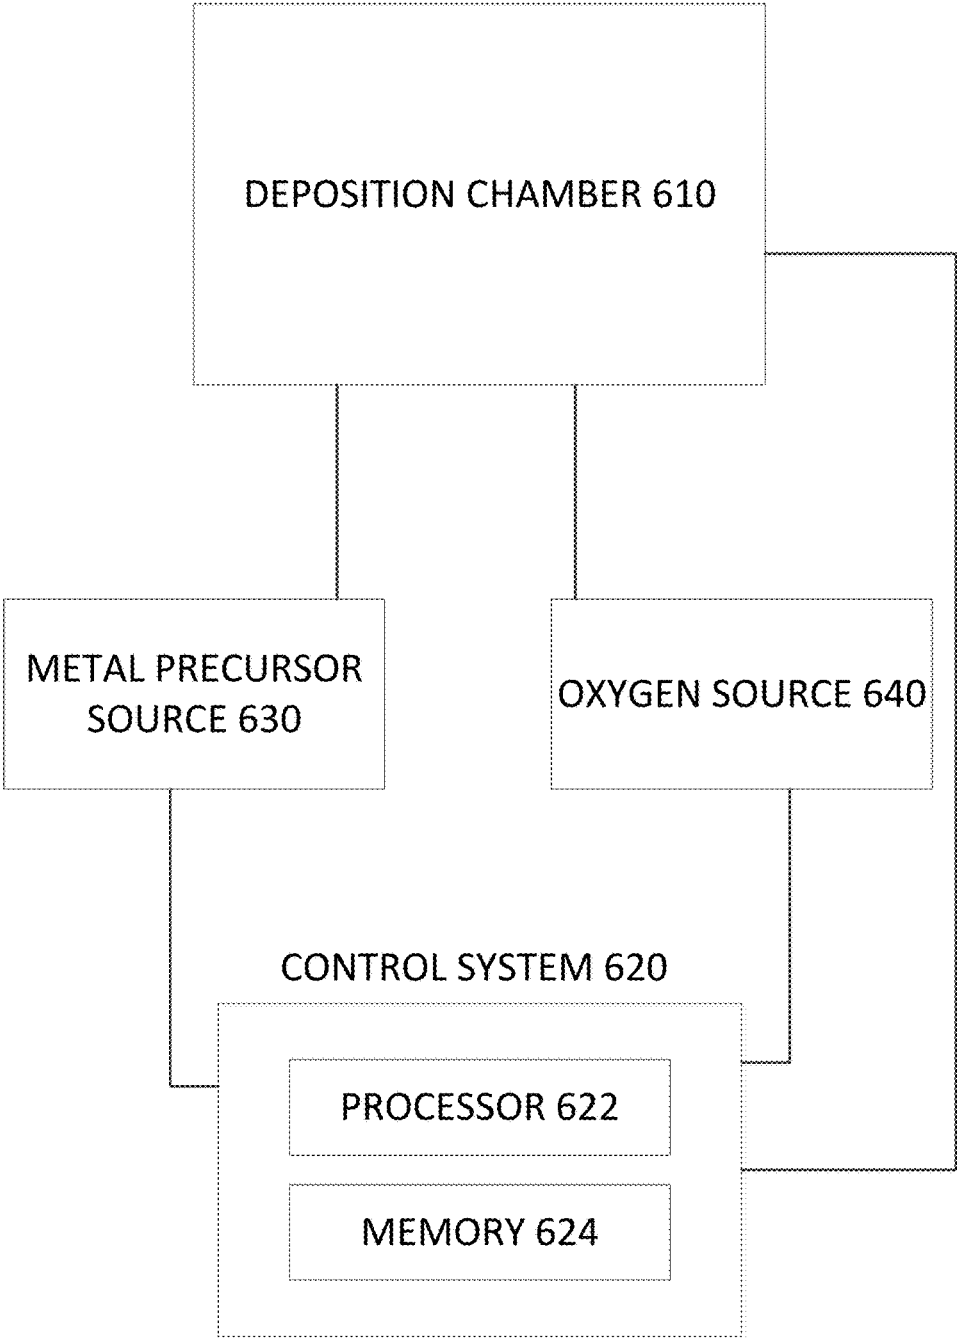 DEPOSITION CHAMBER 610
METAL PRECURSOR
SOURCE 630
OXYGEN SOURCE 640
CONTROL SYSTEM 620
PROCESSOR 622
MEMORY 624